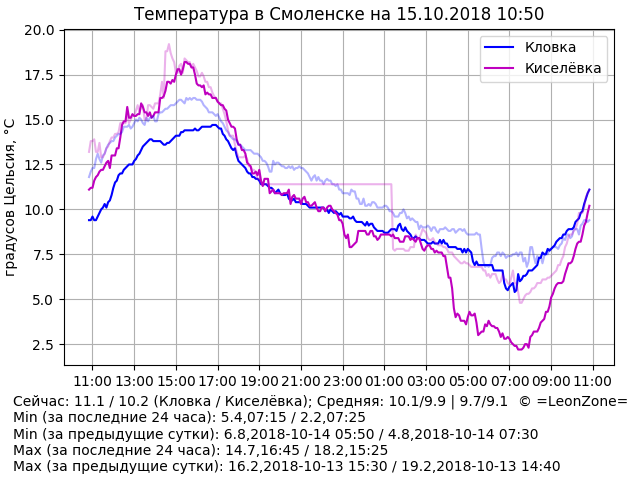 Температура в Смоленске на 15.10.2018 10:50
Кловка
Киселёвка
градусов Цельсия, °C
20.0
17.5
15.0
12.5
10.0
7.5
5.0
2.5
11:00 13:00 15:00 17:00 19:00 21:00 23:00 01:00 03:00 05:00 07:00 09:00 11:00
Сейчас: 11.1 / 10.2 (Кловка / Киселёвка); Средняя: 10.1/9.9 | 9.7/9.1 © =LeonZone=
Min (за последние 24 часа): 5.4,07:15 / 2.2,07:25
Min (за предыдущие сутки): 6.8,2018-10-14 05:50 / 4.8,2018-10-14 07:30
Max (за последние 24 часа): 14.7,16:45 / 18.2,15:25
Max (за предыдущие сутки): 16.2,2018-10-13 15:30 / 19.2,2018-10-13 14:40